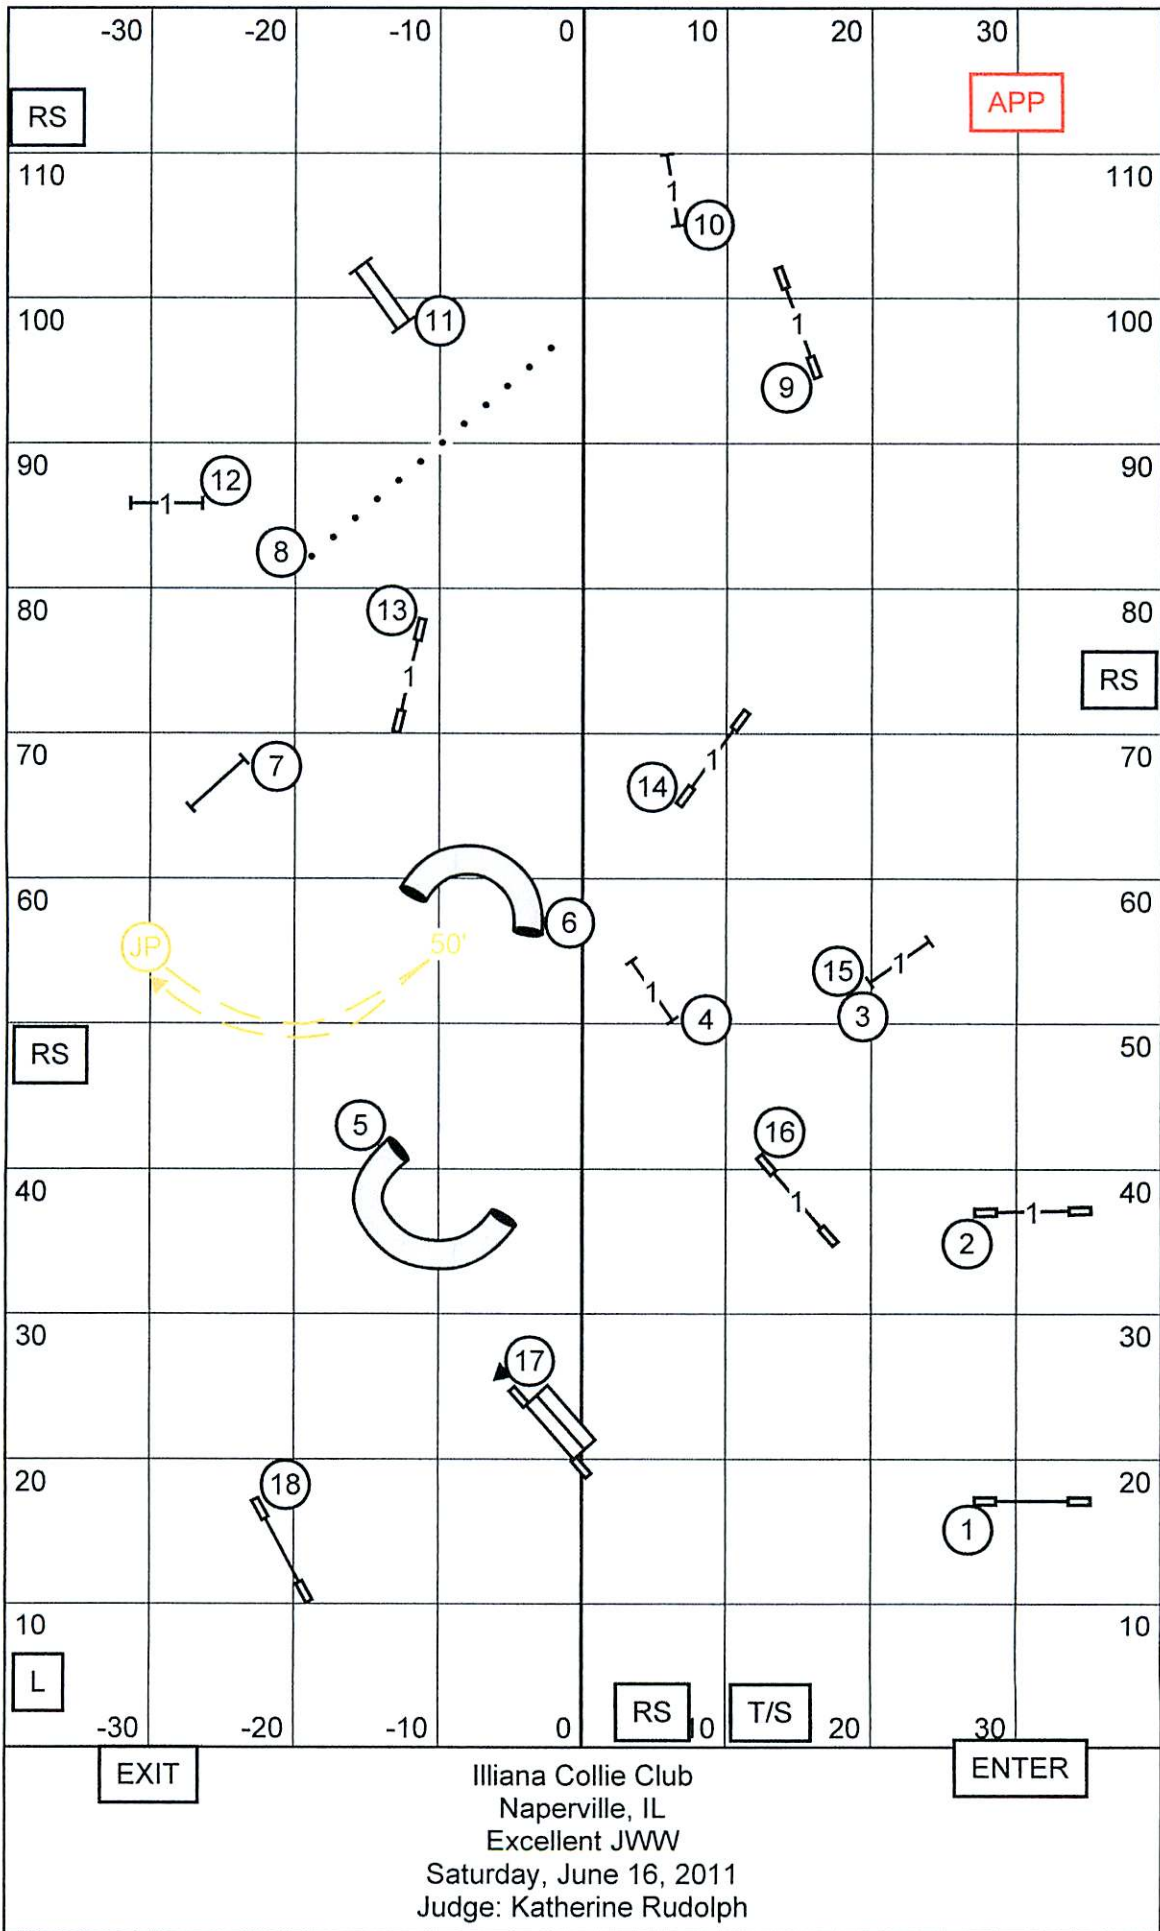 -30 -20 -10 0 10 20 30
APP
RS
110 110
1
10
100 11 1 100
9
90 90
12
1
8
80 13 80
1 RS
70 7 1 70
14
60 6 60
JP 50' 15 1
1
4 3
RS 50
5 16
40 1 40
2 1
30 30
17
20 18 20
1
10 10
L
RS T/S
-30 -20 -10 0 10 20 30
EXIT ENTER
Illiana Collie Club
Naperville, IL
Excellent JWW
Saturday, June 16, 2011
Judge: Katherine Rudolph